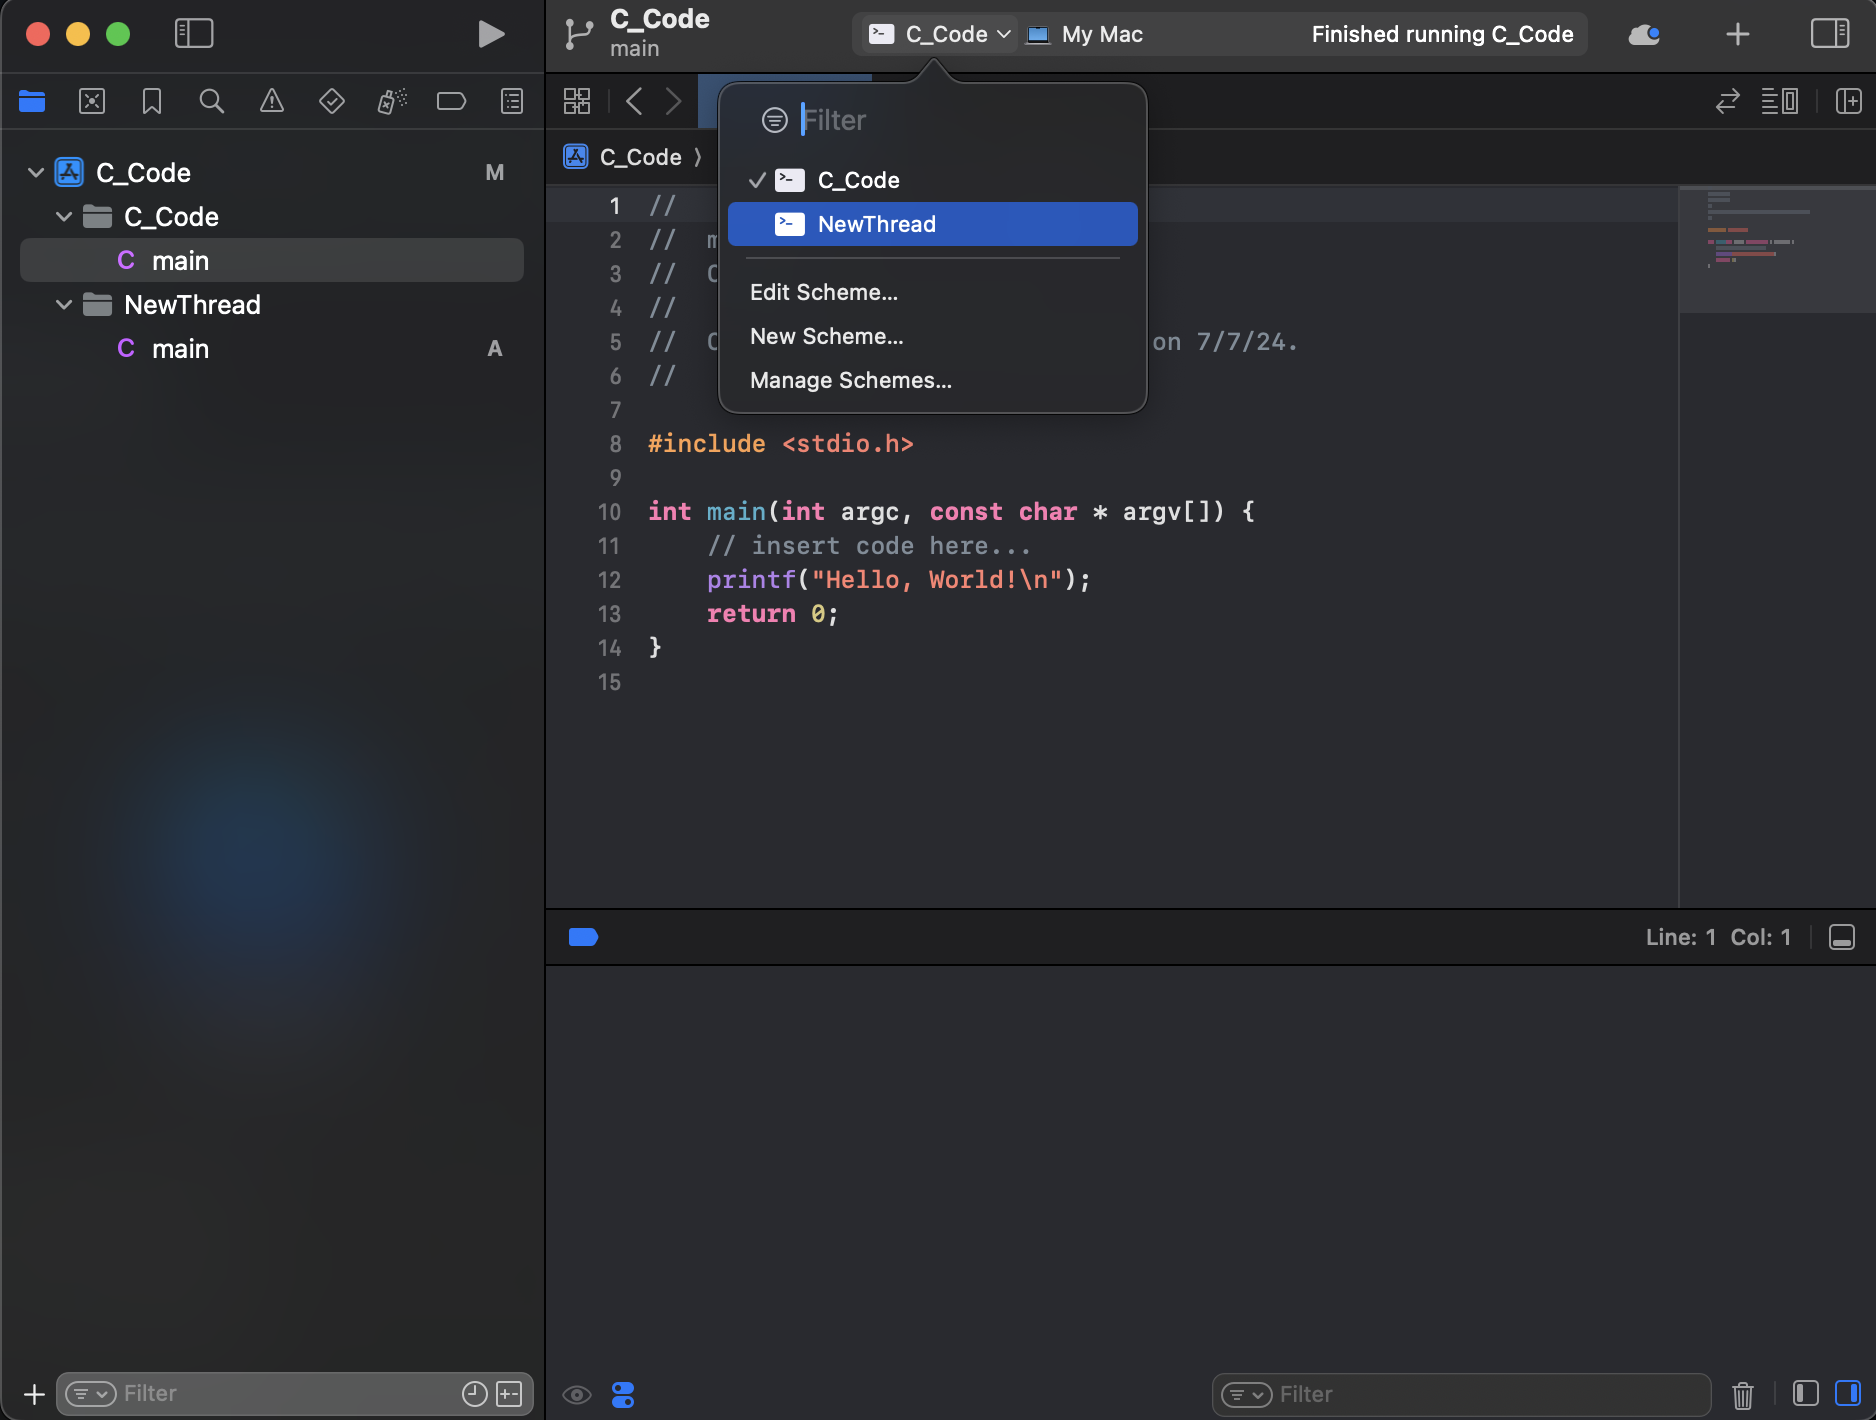 C_Code
main
C_Code
My Mac
Finished running C_Code
C_Code M
C_Code
C main
NewThread
C main A
Filter
C_Code
Filter
C_Code
NewThread
Edit Scheme...
New Scheme...
Manage Schemes...
1 //
2 //
3 //
4 //
5 // on 7/7/24.
6 //
7
8 #include <stdio.h>
9
10 int main(int argc, const char * argv[]) {
11 // insert code here...
12 printf("Hello, World!\n");
13 return 0;
14 }
15
Line: 1 Col: 1
Filter